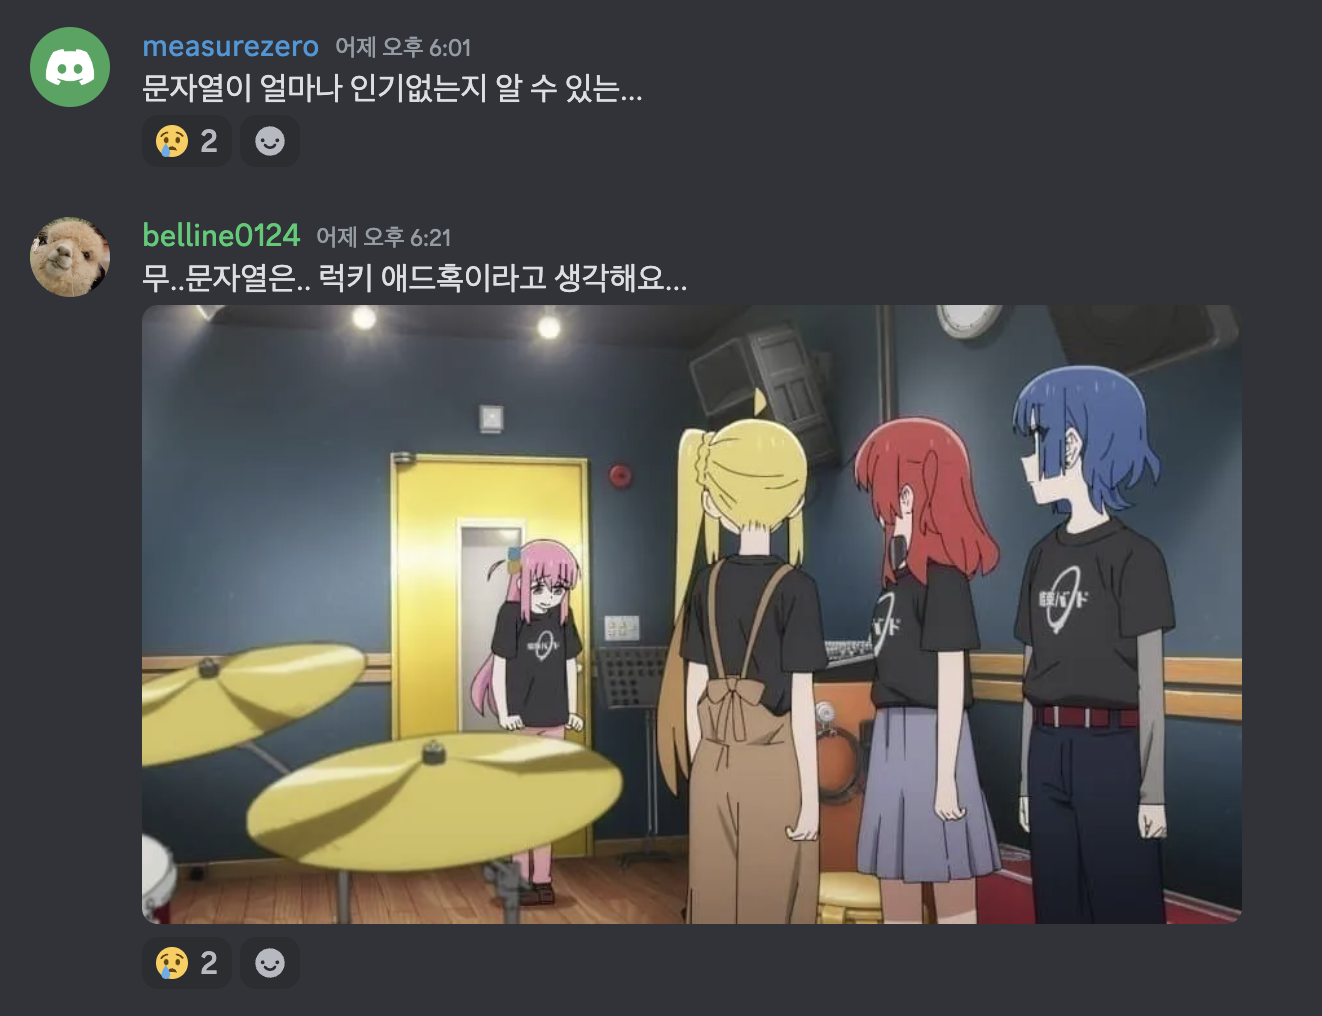 measurezero 어제 오후 6:01
문자열이 얼마나 인기없는지 알 수 있는...
2
belline0124 어제 오후 6:21
무..문자열은.. 럭키 애드혹이라고 생각해요...
2